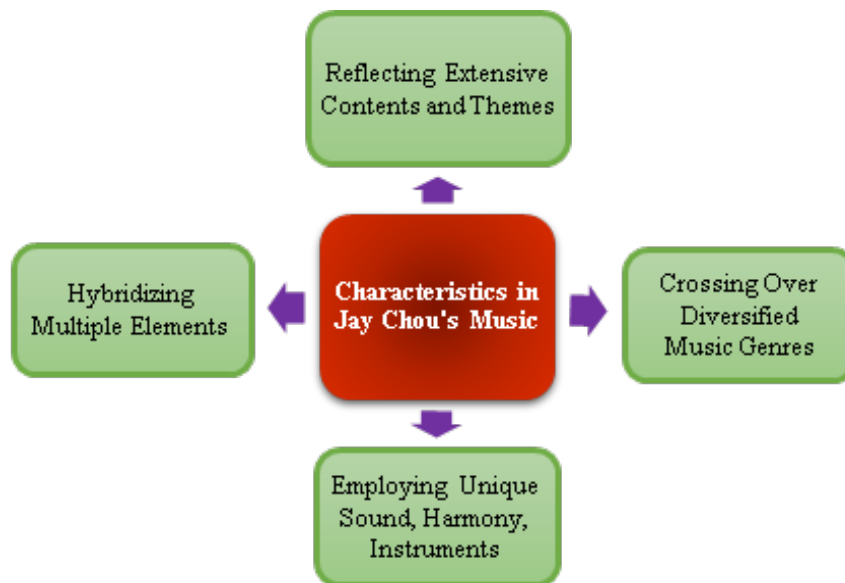 Reflecting Extensive
Contents and Themes
Hybridizing
Multiple Elements
Characteristics in
Jay Chou's Music
Crossing Over
Diversified
Music Genres
Employing Unique
Sound, Harmony,
Instruments